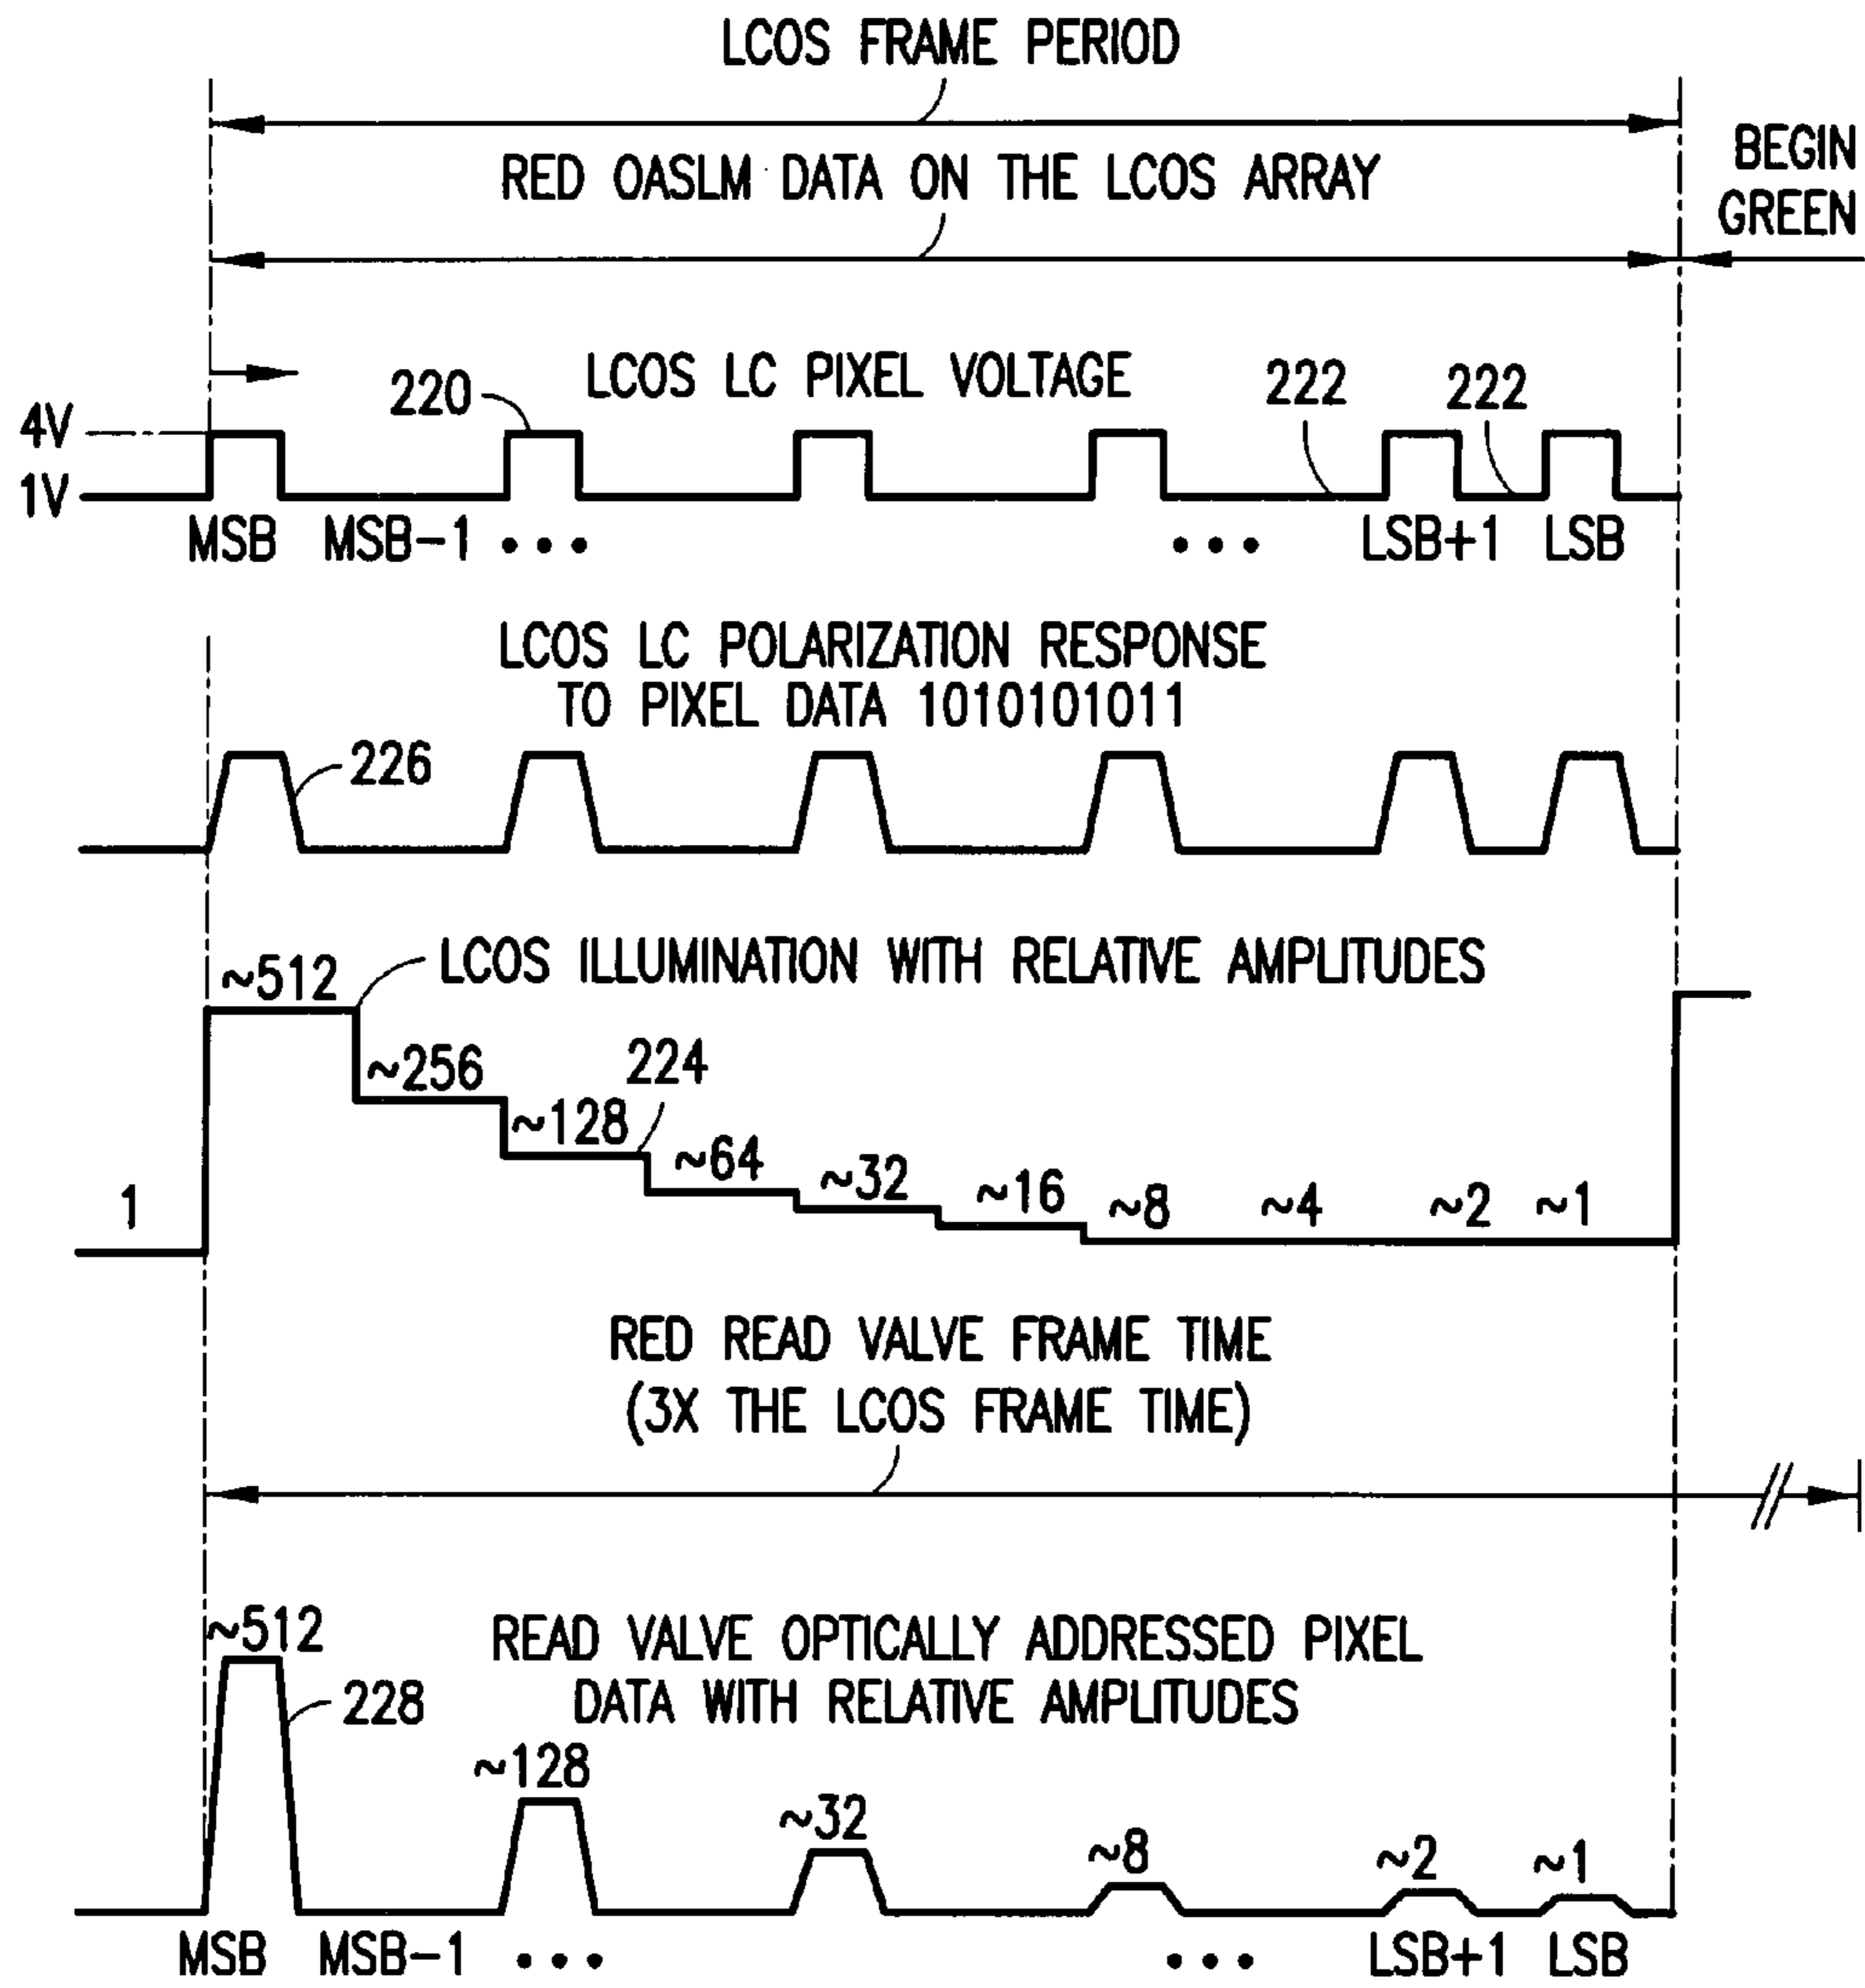 LCOS FRAME PERIOD
RED OASLM DATA ON THE LCOS ARRAY
BEGIN
GREEN
LCOS LC PIXEL VOLTAGE
220
222
222
4V
1V
MSB
MSB-1
•••
•••
LSB+1
LSB
LCOS LC POLARIZATION RESPONSE
TO PIXEL DATA 1010101011
226
LCOS ILLUMINATION WITH RELATIVE AMPLITUDES
~512
~256
224
~128
~64
~32
~16
~8
~4
~2
~1
1
RED READ VALVE FRAME TIME
(3X THE LCOS FRAME TIME)
~512
READ VALVE OPTICALLY ADDRESSED PIXEL
DATA WITH RELATIVE AMPLITUDES
228
~128
~32
~8
~2
~1
MSB
MSB-1
•••
•••
LSB+1
LSB